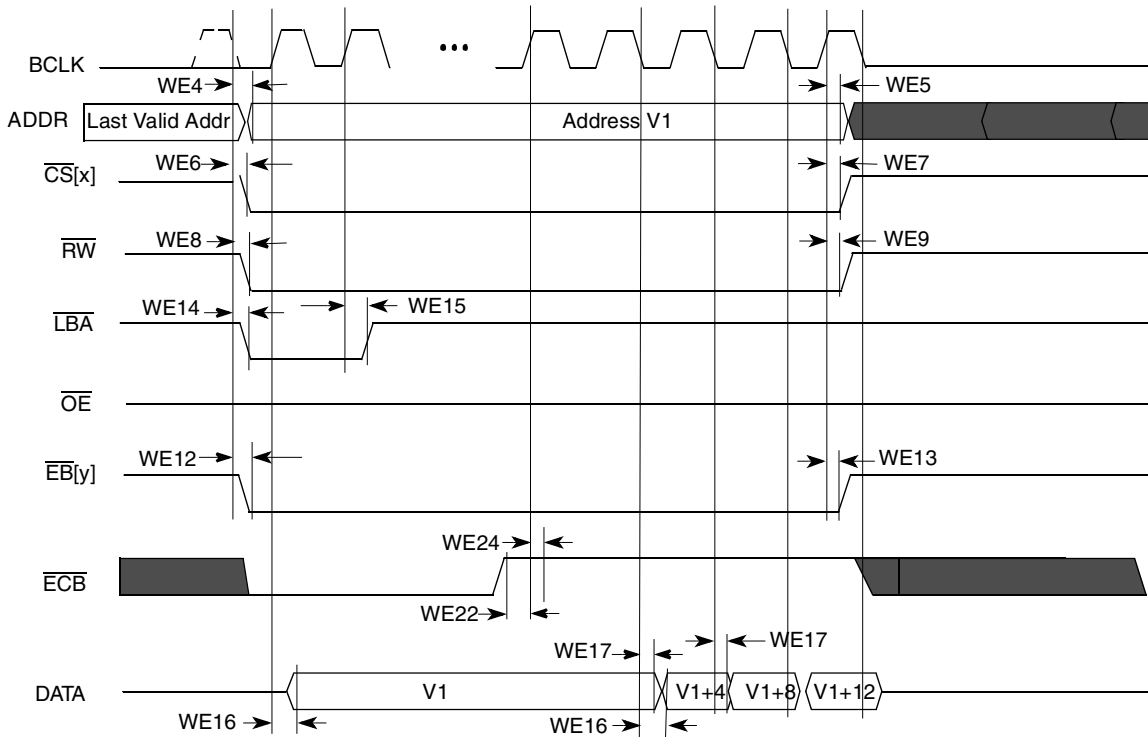 BCLK
...
WE4
WE5
ADDR
Last Valid Addr
Address V1
WE6
WE7
CS[x]
WE8
WE9
RW
WE14
WE15
LBA
OE
WE12
WE13
EB[y]
WE24
ECB
WE22
WE17
WE17
DATA
V1
V1+4
V1+8
V1+12
WE16
WE16